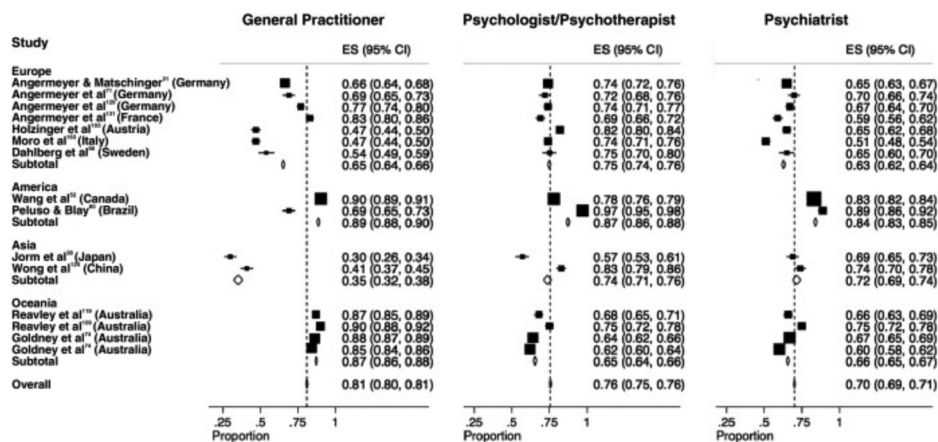 General Practitioner Psychologist/Psychotherapist Psychiatrist
Study ES (95% CI) ES (95% CI) ES (95% CI)
Europe
Angermeyer & Matschinger (Germany) 0.66 (0.64, 0.68) 0.74 (0.72, 0.76) 0.65 (0.63, 0.67)
Angermeyer et al (Germany) 0.69 (0.65, 0.73) 0.72 (0.68, 0.76) 0.70 (0.66, 0.74)
Angermeyer et al (Germany) 0.77 (0.74, 0.80) 0.74 (0.71, 0.77) 0.67 (0.64, 0.70)
Angermeyer et al (France) 0.83 (0.80, 0.86) 0.69 (0.66, 0.72) 0.59 (0.56, 0.62)
Holzinger et al (Austria) 0.47 (0.44, 0.50) 0.82 (0.80, 0.84) 0.65 (0.62, 0.68)
Moro et al (Italy) 0.47 (0.44, 0.50) 0.74 (0.71, 0.76) 0.51 (0.48, 0.54)
Dahlberg et al (Sweden) 0.54 (0.49, 0.59) 0.75 (0.70, 0.80) 0.65 (0.60, 0.70)
Subtotal 0.65 (0.64, 0.66) 0.75 (0.74, 0.76) 0.63 (0.62, 0.64)
America
Wang et al (Canada) 0.90 (0.89, 0.91) 0.78 (0.76, 0.79) 0.83 (0.82, 0.84)
Peluso & Blay (Brazil) 0.69 (0.65, 0.73) 0.97 (0.95, 0.98) 0.89 (0.86, 0.92)
Subtotal 0.89 (0.88, 0.90) 0.87 (0.86, 0.88) 0.84 (0.83, 0.85)
Asia
Jorm et al (Japan) 0.30 (0.26, 0.34) 0.57 (0.53, 0.61) 0.69 (0.65, 0.73)
Wong et al (China) 0.41 (0.37, 0.45) 0.83 (0.79, 0.86) 0.74 (0.70, 0.78)
Subtotal 0.35 (0.32, 0.38) 0.74 (0.71, 0.76) 0.72 (0.69, 0.74)
Oceania
Reavley et al (Australia) 0.87 (0.85, 0.89) 0.68 (0.65, 0.71) 0.66 (0.63, 0.69)
Reavley et al (Australia) 0.90 (0.88, 0.92) 0.75 (0.72, 0.78) 0.75 (0.72, 0.78)
Goldney et al (Australia) 0.88 (0.87, 0.89) 0.64 (0.62, 0.66) 0.67 (0.65, 0.69)
Goldney et al (Australia) 0.85 (0.84, 0.86) 0.62 (0.60, 0.64) 0.60 (0.58, 0.62)
Subtotal 0.87 (0.86, 0.88) 0.65 (0.64, 0.66) 0.66 (0.65, 0.67)
Overall 0.81 (0.80, 0.81) 0.76 (0.75, 0.76) 0.70 (0.69, 0.71)
.25 .5 .75 1 .25 .5 .75 1 .25 .5 .75 1
Proportion Proportion Proportion